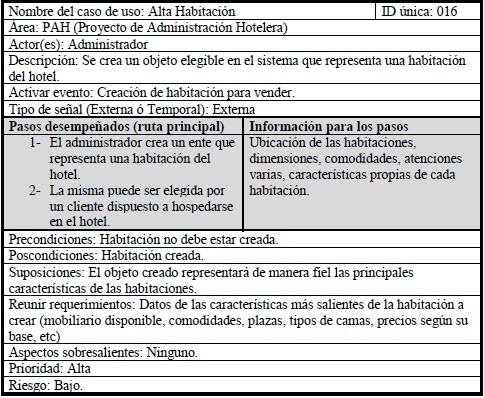 Nombre del caso de uso: Alta Habitación
ID única: 016
Area: PAH (Proyecto de Administración Hotelera)
Actor(es): Administrador
Descripción: Se crea un objeto elegible en el sistema que representa una habitación
del hotel.
Activar evento: Creación de habitación para vender.
Tipo de señal (Externa ó Temporal): Externa
Pasos desempeñados (ruta principal)
1- El administrador crea un ente que
representa una habitación del
hotel.
2- La misma puede ser elegida por
un cliente dispuesto a hospedarse
en el hotel.
Información para los pasos
Ubicación de las habitaciones,
dimensiones, comodidades, atenciones
varias, características propias de cada
habitación.
Precondiciones: Habitación no debe estar creada.
Poscondiciones: Habitación creada.
Suposiciones: El objeto creado representará de manera fiel las principales
características de las habitaciones.
Reunir requerimientos: Datos de las características más salientes de la habitación a
crear (mobiliario disponible, comodidades, plazas, tipos de camas, precios según su
base, etc)
Aspectos sobresalientes: Ninguno.
Prioridad: Alta
Riesgo: Bajo.